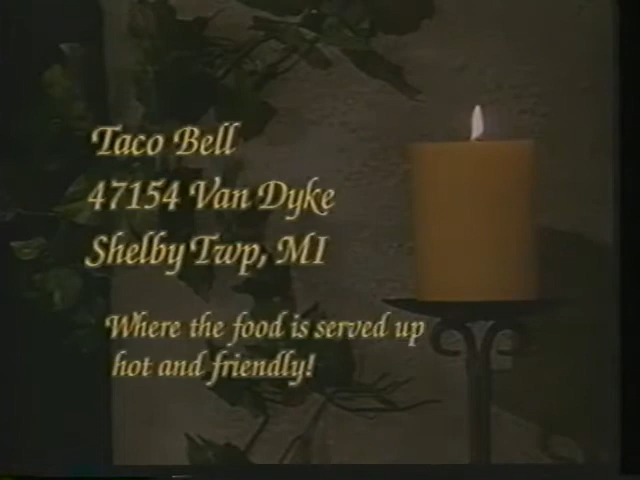 Taco Bell
47154 Van Dyke
Shelby Twp, MI
Where the food is served up
hot and friendly!